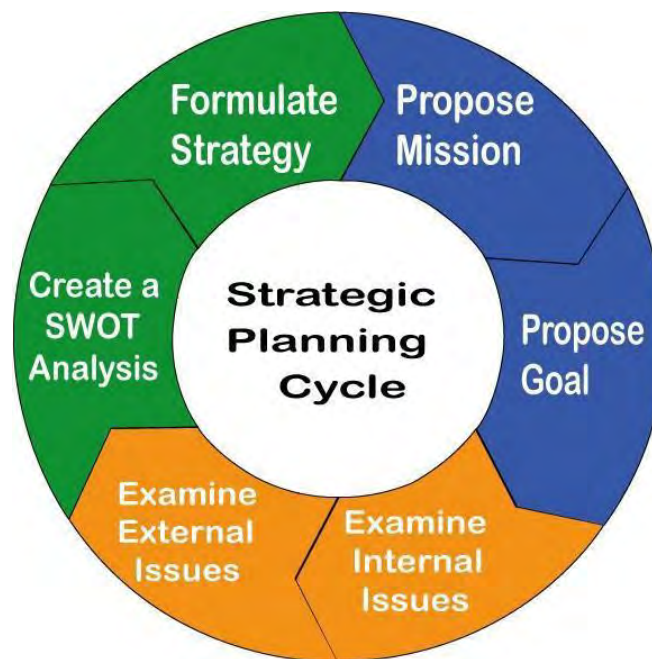 Strategic
Planning
Cycle
Propose
Mission
Propose
Goal
Examine
Internal
Issues
Examine
External
Issues
Create a
SWOT
Analysis
Formulate
Strategy